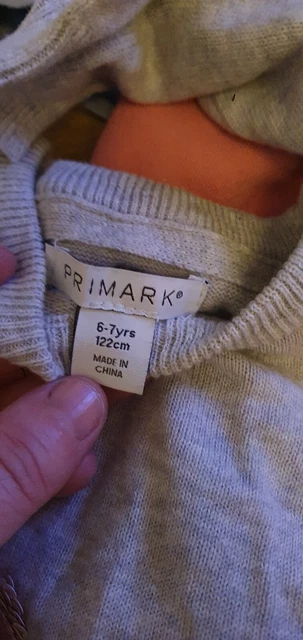 PRIMARK®
6-7yrs
122cm
MADE IN
CHINA